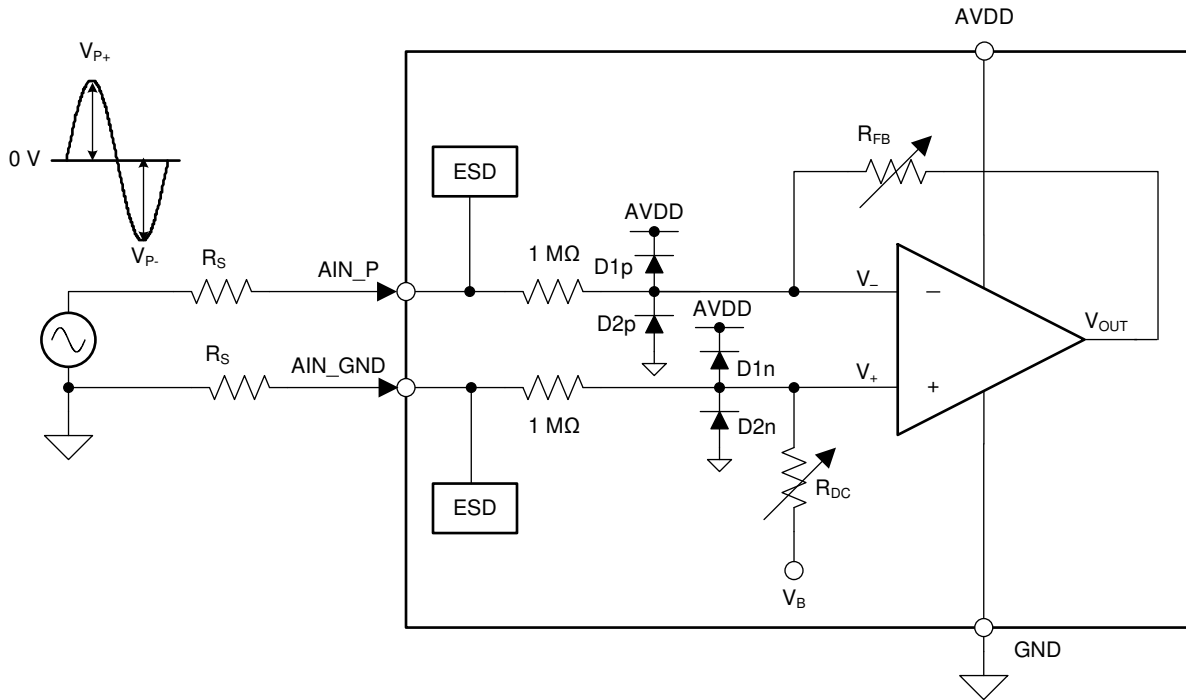 AVDD
V_P+
R_FB
0 V
ESD
AVDD
1 MΩ
V_P-
R_S
AIN_P
D1p
V_–
–
D2p
AVDD
V_OUT
R_S
AIN_GND
D1n
V_+
+
1 MΩ
D2n
R_DC
ESD
V_B
GND